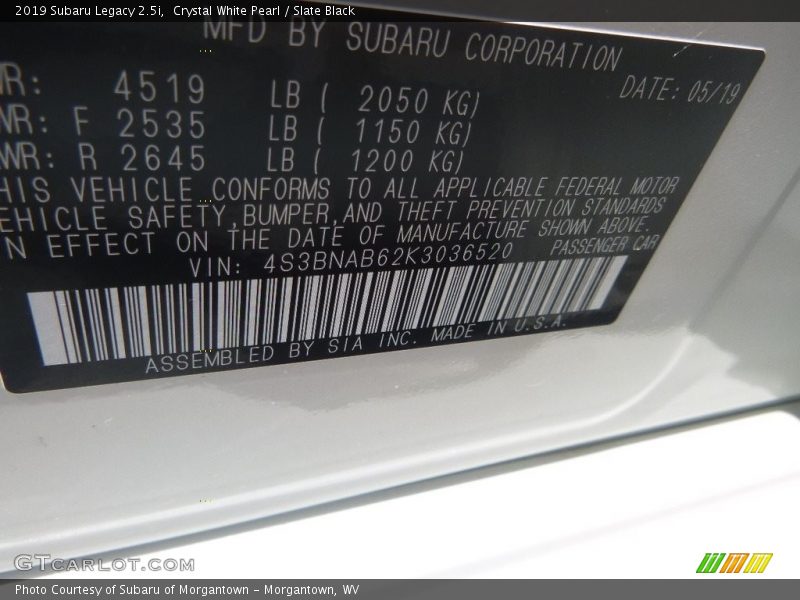 2019 Subaru Legacy 2.5i, Crystal White Pearl / Slate Black
MFD BY SUBARU CORPORATION
WR: 4519 LB ( 2050 KG)
DATE: 05/19
WR: F 2535 LB ( 1150 KG)
WR: R 2645 LB ( 1200 KG)
HIS VEHICLE CONFORMS TO ALL APPLICABLE FEDERAL MOTOR
EHICLE SAFETY,BUMPER,AND THEFT PREVENTION STANDARDS
N EFFECT ON THE DATE OF MANUFACTURE SHOWN ABOVE.
VIN: 4S3BNAB62K3036520 PASSENGER CAR
ASSEMBLED BY SIA INC. MADE IN U.S.A.
GTCARLOT.COM
Photo Courtesy of Subaru of Morgantown - Morgantown, WV